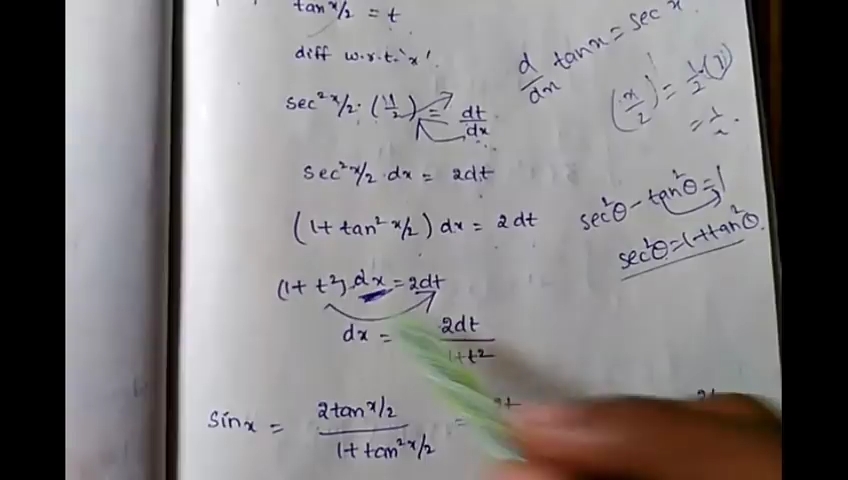 tan x/2 = t
diff w.r.t. 'x'.
sec² x/2 · (1/2) = dt/dx
sec² x/2 · dx = 2dt
(1 + tan² x/2) dx = 2dt
(1 + t²) dx = 2dt
dx = 2dt/1+t²
sin x = 2tan x/2 / 1 + tan² x/2 = 2t
d/dx tan x = sec x
(x/2)' = 1/2 · (1)
= 1/2.
sec²θ - tan²θ = 1
sec²θ = 1 + tan²θ.